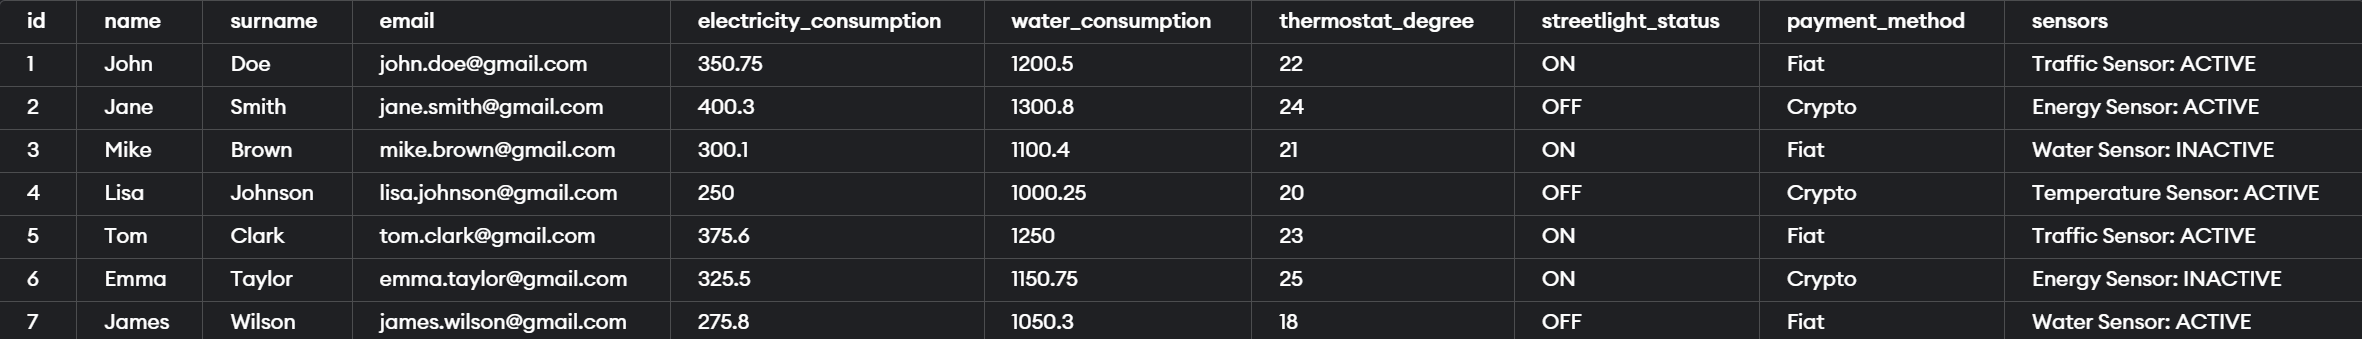 id name surname email electricity_consumption water_consumption thermostat_degree streetlight_status payment_method sensors
1 John Doe john.doe@gmail.com 350.75 1200.5 22 ON Fiat Traffic Sensor: ACTIVE
2 Jane Smith jane.smith@gmail.com 400.3 1300.8 24 OFF Crypto Energy Sensor: ACTIVE
3 Mike Brown mike.brown@gmail.com 300.1 1100.4 21 ON Fiat Water Sensor: INACTIVE
4 Lisa Johnson lisa.johnson@gmail.com 250 1000.25 20 OFF Crypto Temperature Sensor: ACTIVE
5 Tom Clark tom.clark@gmail.com 375.6 1250 23 ON Fiat Traffic Sensor: ACTIVE
6 Emma Taylor emma.taylor@gmail.com 325.5 1150.75 25 ON Crypto Energy Sensor: INACTIVE
7 James Wilson james.wilson@gmail.com 275.8 1050.3 18 OFF Fiat Water Sensor: ACTIVE